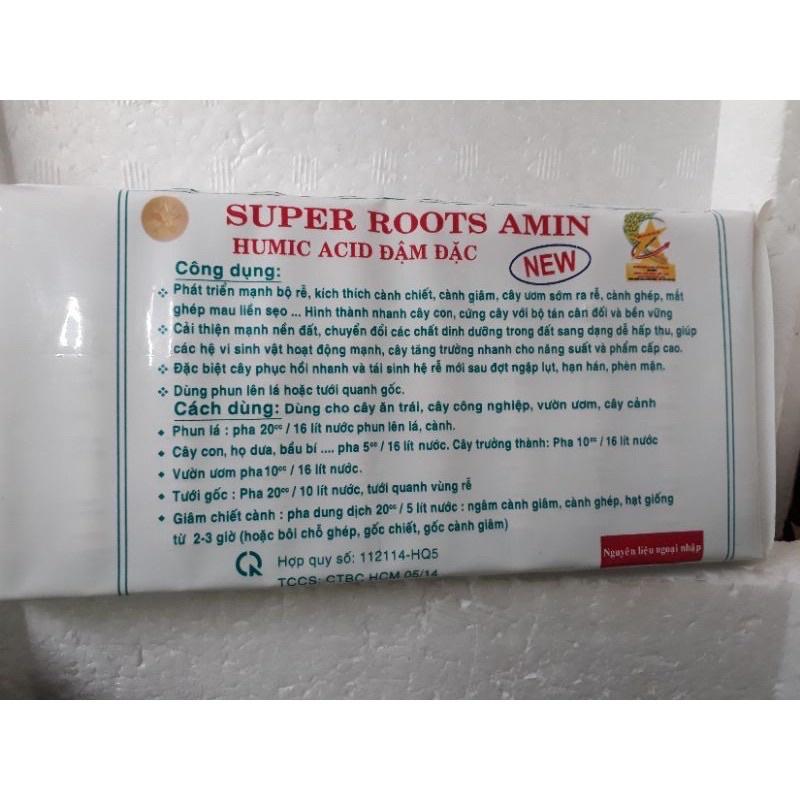 SUPER ROOTS AMIN
HUMIC ACID ĐẬM ĐẶC
NEW
Công dụng:
❖ Phát triển mạnh bộ rễ, kích thích cành chiết, cành giâm, cây ươm sớm ra rễ, cành ghép, mắt
ghép mau liền sẹo ... Hình thành nhanh cây con, cứng cây với bộ tán cân đối và bền vững
❖ Cải thiện mạnh nền đất, chuyển đổi các chất dinh dưỡng trong đất sang dạng dễ hấp thu, giúp
các hệ vi sinh vật hoạt động mạnh, cây tăng trưởng nhanh cho năng suất và phẩm cấp cao.
❖ Đặc biệt cây phục hồi nhanh và tái sinh hệ rễ mới sau đợt ngập lụt, hạn hán, phèn mặn.
❖ Dùng phun lên lá hoặc tưới quanh gốc.
Cách dùng: Dùng cho cây ăn trái, cây công nghiệp, vườn ươm, cây cảnh
◆ Phun lá : pha 20cc / 16 lít nước phun lên lá, cành.
◆ Cây con, họ dưa, bầu bí .... pha 5cc / 16 lít nước. Cây trưởng thành: Pha 10cc / 16 lít nước
◆ Vườn ươm pha 10cc / 16 lít nước.
◆ Tưới gốc : Pha 20cc / 10 lít nước, tưới quanh vùng rễ
◆ Giâm chiết cành : pha dung dịch 20cc / 5 lít nước : ngâm cành giâm, cành ghép, hạt giống
từ 2-3 giờ (hoặc bôi chỗ ghép, gốc chiết, gốc cành giâm)
Hợp quy số: 112114-HQ5
TCCS: CTBC HCM 05/14
Nguyên liệu ngoại nhập